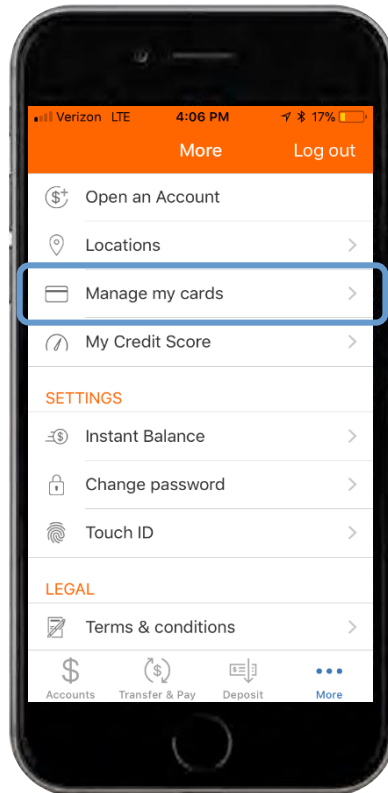 Verizon LTE 4:06 PM 17%
More Log out
Open an Account
Locations
Manage my cards
My Credit Score
SETTINGS
Instant Balance
Change password
Touch ID
LEGAL
Terms & conditions
Accounts Transfer & Pay Deposit More